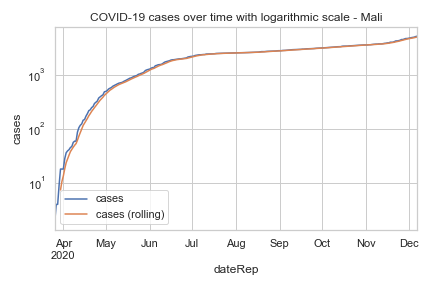 COVID-19 cases over time with logarithmic scale - Mali
cases
10³
10²
10¹
cases
cases (rolling)
Apr May Jun Jul Aug Sep Oct Nov Dec
2020
dateRep